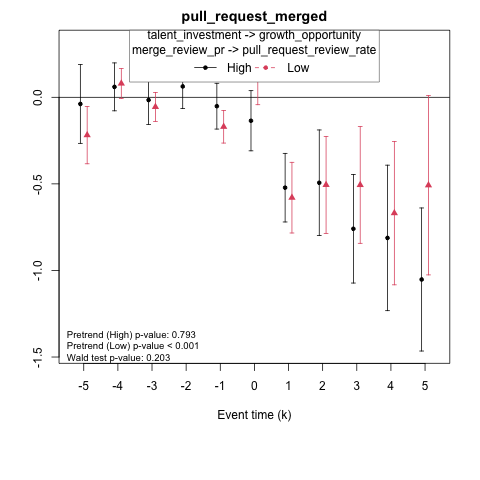 pull_request_merged
talent_investment -> growth_opportunity
merge_review_pr -> pull_request_review_rate
High Low
0.0
-0.5
-1.0
-1.5
Pretrend (High) p-value: 0.793
Pretrend (Low) p-value < 0.001
Wald test p-value: 0.203
-5 -4 -3 -2 -1 0 1 2 3 4 5
Event time (k)